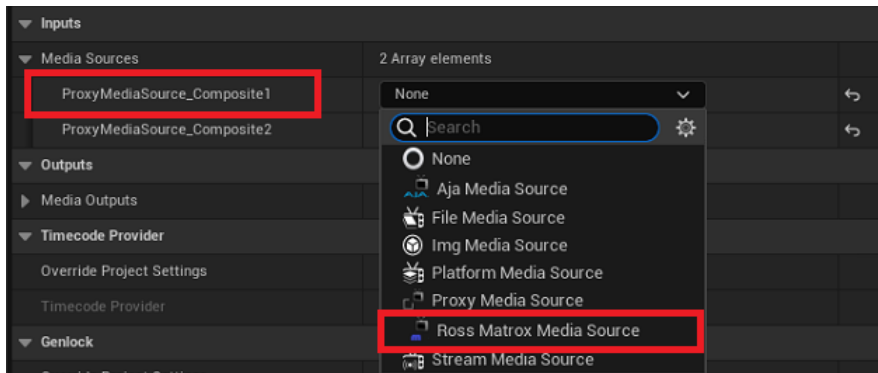 Inputs
Media Sources
2 Array elements
ProxyMediaSource_Composite1
None
ProxyMediaSource_Composite2
Search
None
Outputs
Aja Media Source
Media Outputs
File Media Source
Timecode Provider
Img Media Source
Override Project Settings
Platform Media Source
Timecode Provider
Proxy Media Source
Genlock
Ross Matrox Media Source
Stream Media Source